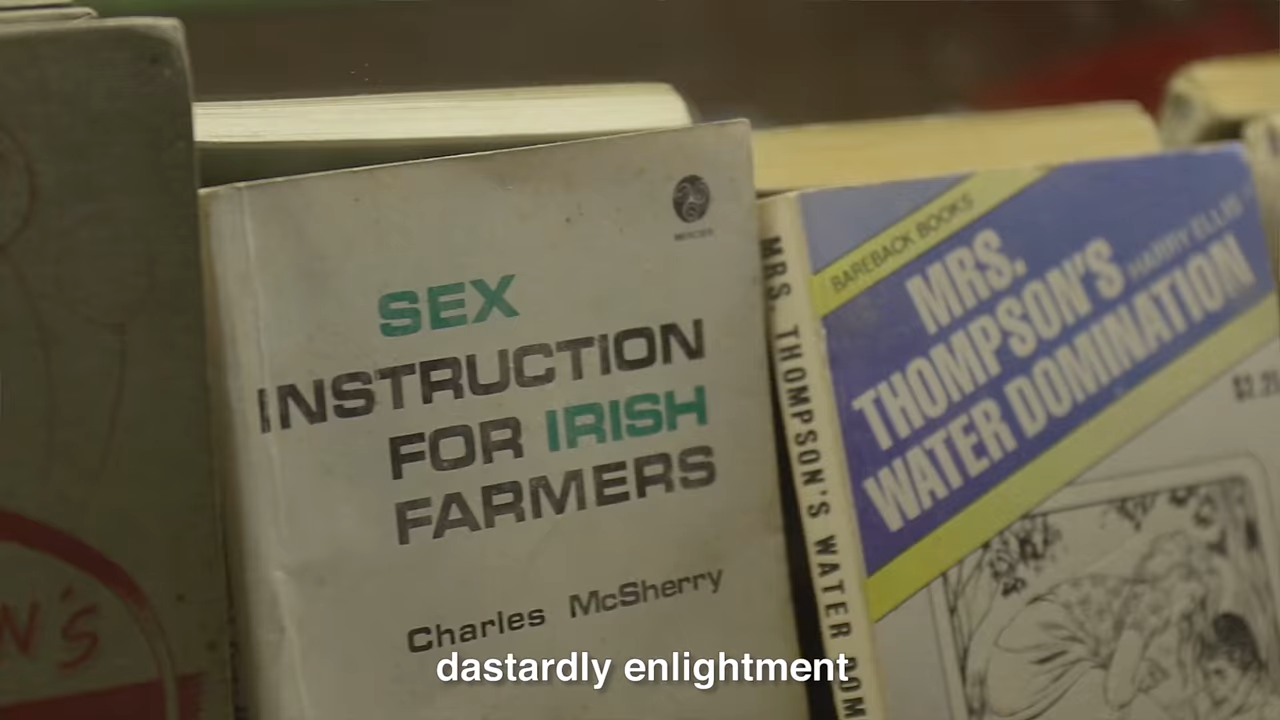 SEX
INSTRUCTION
FOR IRISH
FARMERS
Charles McSherry
BAREBACK BOOKS
MRS.
THOMPSON'S
HARRY ELLIS
WATER DOMINATION
MRS. THOMPSON'S WATER DOM
N's
dastardly enlightment